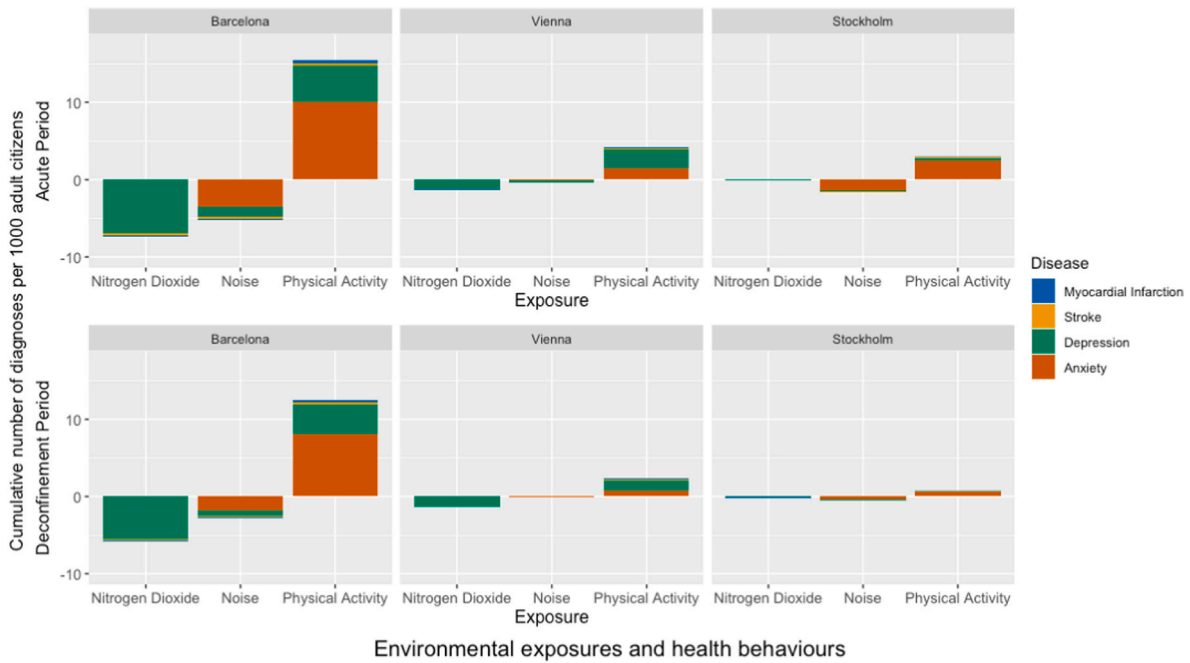 Cumulative number of diagnoses per 1000 adult citizens
Acute Period
Barcelona Vienna Stockholm
10
0
-10
Nitrogen Dioxide Noise Physical Activity Nitrogen Dioxide Noise Physical Activity Nitrogen Dioxide Noise Physical Activity
Exposure
Deconfinement Period
Barcelona Vienna Stockholm
10
0
-10
Nitrogen Dioxide Noise Physical Activity Nitrogen Dioxide Noise Physical Activity Nitrogen Dioxide Noise Physical Activity
Exposure
Environmental exposures and health behaviours
Disease
Myocardial Infarction
Stroke
Depression
Anxiety